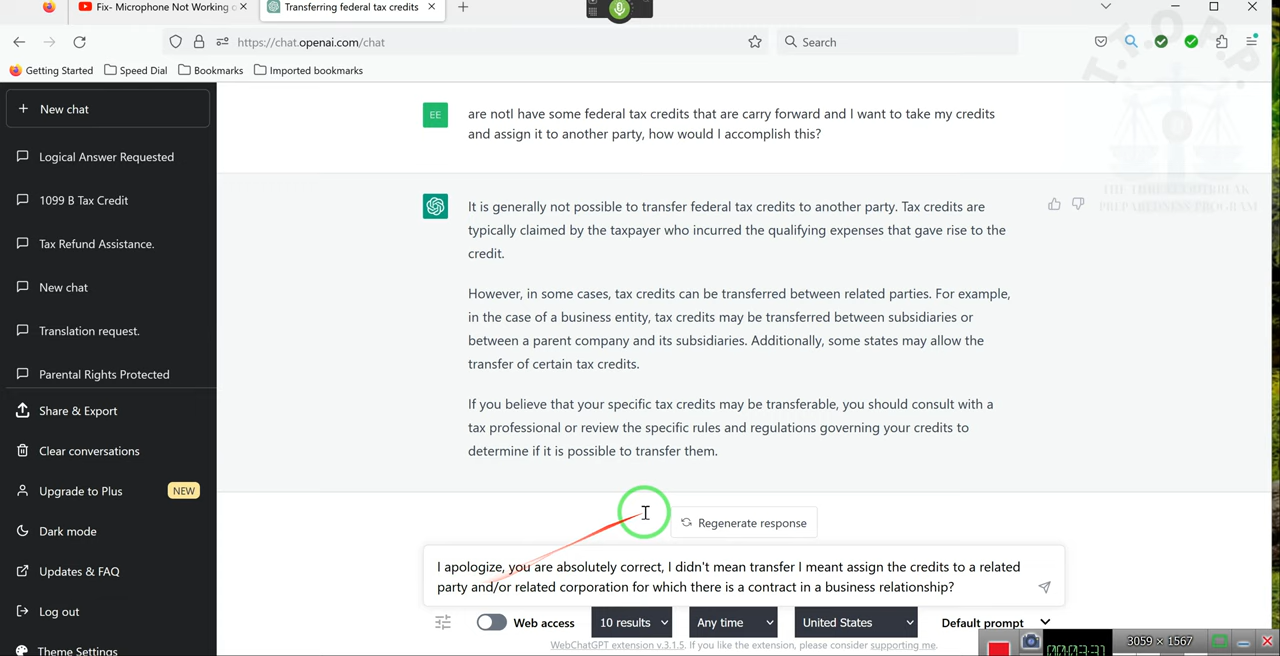 Fix- Microphone Not Working o
Transferring federal tax credits
https://chat.openai.com/chat
Search
Getting Started
Speed Dial
Bookmarks
Imported bookmarks
T.T.O.P.P.
THE THREAT OUTBREAK
PREPAREDNESS PROGRAM
New chat
Logical Answer Requested
1099 B Tax Credit
Tax Refund Assistance.
New chat
Translation request.
Parental Rights Protected
Share & Export
Clear conversations
Upgrade to Plus
NEW
Dark mode
Updates & FAQ
Log out
Theme Settings
EE
are notI have some federal tax credits that are carry forward and I want to take my credits
and assign it to another party, how would I accomplish this?
It is generally not possible to transfer federal tax credits to another party. Tax credits are
typically claimed by the taxpayer who incurred the qualifying expenses that gave rise to the
credit.
However, in some cases, tax credits can be transferred between related parties. For example,
in the case of a business entity, tax credits may be transferred between subsidiaries or
between a parent company and its subsidiaries. Additionally, some states may allow the
transfer of certain tax credits.
If you believe that your specific tax credits may be transferable, you should consult with a
tax professional or review the specific rules and regulations governing your credits to
determine if it is possible to transfer them.
Regenerate response
I apologize, you are absolutely correct, I didn't mean transfer I meant assign the credits to a related
party and/or related corporation for which there is a contract in a business relationship?
Web access
10 results
Any time
United States
Default prompt
WebChatGPT extension v.3.1.5. If you like the extension, please consider supporting me.
3059 × 1567